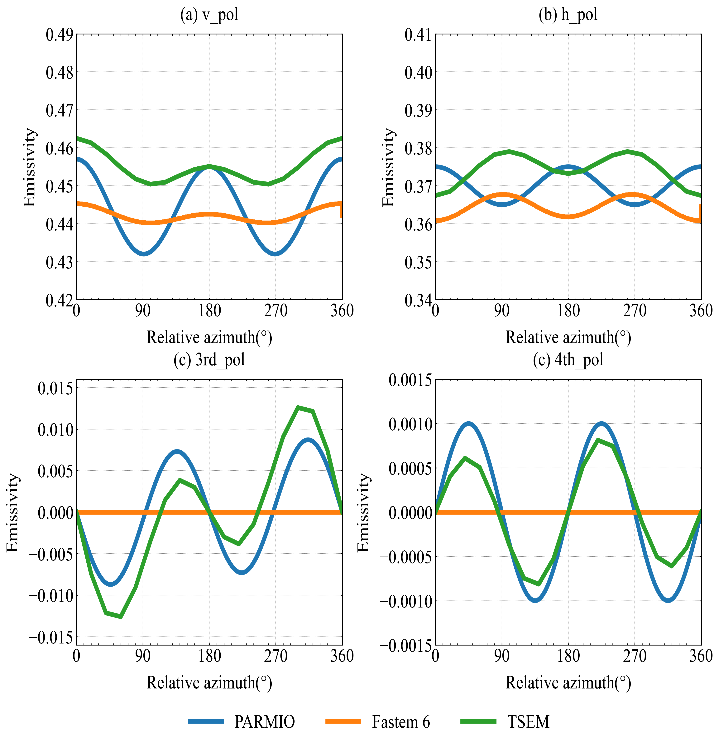 (a) v_pol
(b) h_pol
0.49
0.48
0.47
0.46
0.45
0.44
0.43
0.42
Emissivity
0 90 180 270 360
Relative azimuth(°)
0.41
0.40
0.39
0.38
0.37
0.36
0.35
0.34
Emissivity
0 90 180 270 360
Relative azimuth(°)
(c) 3rd_pol
(c) 4th_pol
0.015
0.010
0.005
0.000
−0.005
−0.010
−0.015
Emissivity
0 90 180 270 360
Relative azimuth(°)
0.0015
0.0010
0.0005
0.0000
−0.0005
−0.0010
−0.0015
Emissivity
0 90 180 270 360
Relative azimuth(°)
PARMIO Fastem 6 TSEM